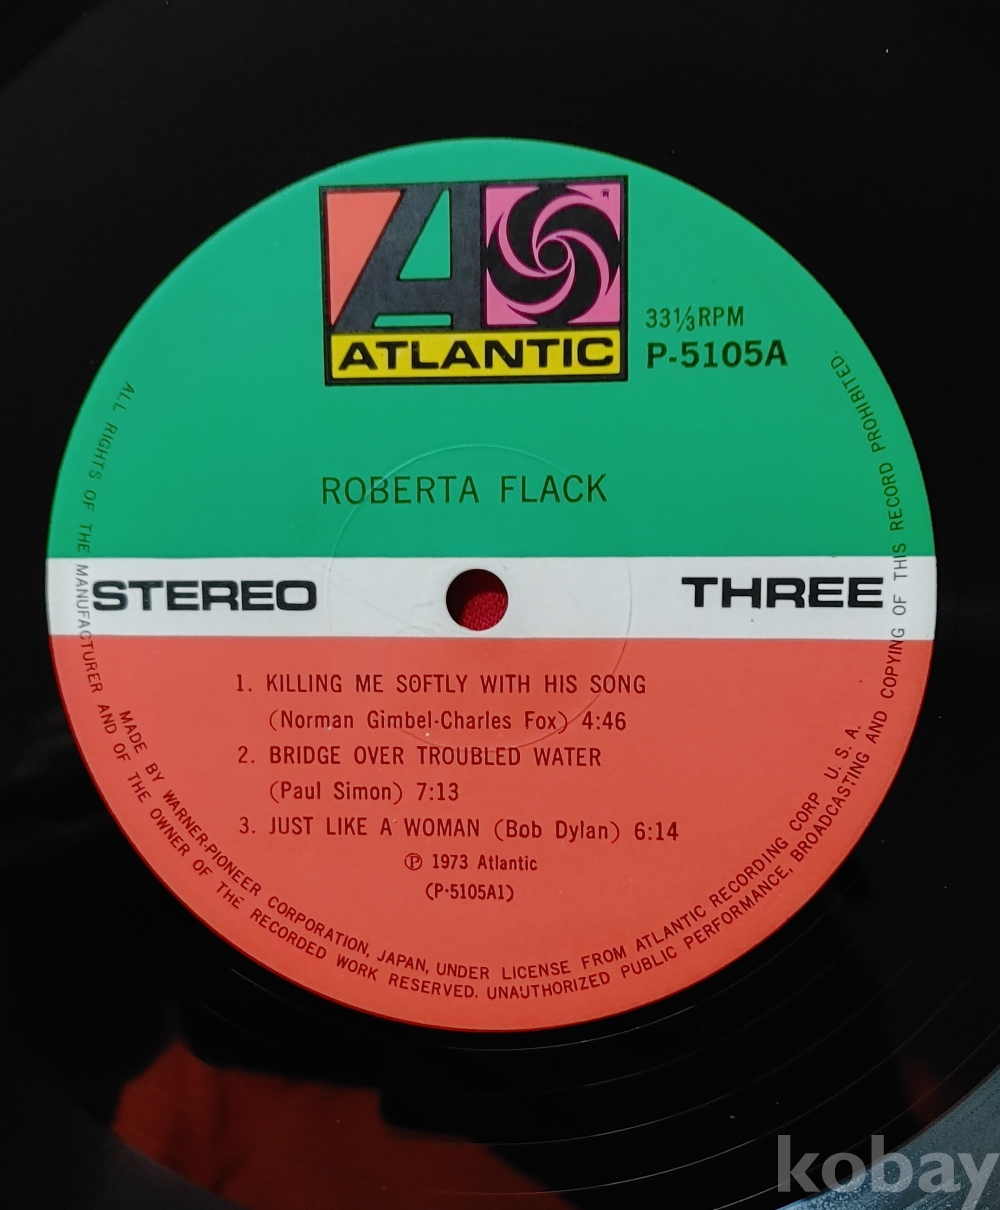 ATLANTIC
33⅓RPM
P-5105A
ROBERTA FLACK
STEREO
THREE
1. KILLING ME SOFTLY WITH HIS SONG
(Norman Gimbel-Charles Fox) 4:46
2. BRIDGE OVER TROUBLED WATER
(Paul Simon) 7:13
3. JUST LIKE A WOMAN (Bob Dylan) 6:14
Ⓟ 1973 Atlantic
(P-5105A1)
MADE BY WARNER-PIONEER CORPORATION, JAPAN, UNDER LICENSE FROM ATLANTIC RECORDING CORP U. S. A.
ALL RIGHTS OF THE MANUFACTURER AND OF THE OWNER OF THE RECORDED WORK RESERVED. UNAUTHORIZED PUBLIC PERFORMANCE, BROADCASTING AND COPYING OF THIS RECORD PROHIBITED.
kobay